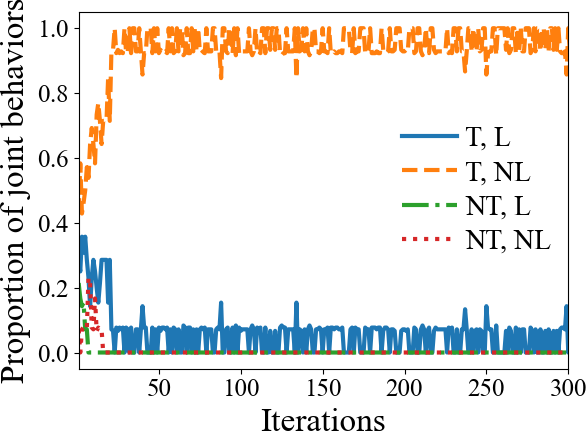 Proportion of joint behaviors
1.0
0.8
0.6
0.4
0.2
0.0
T, L
T, NL
NT, L
NT, NL
50 100 150 200 250 300
Iterations